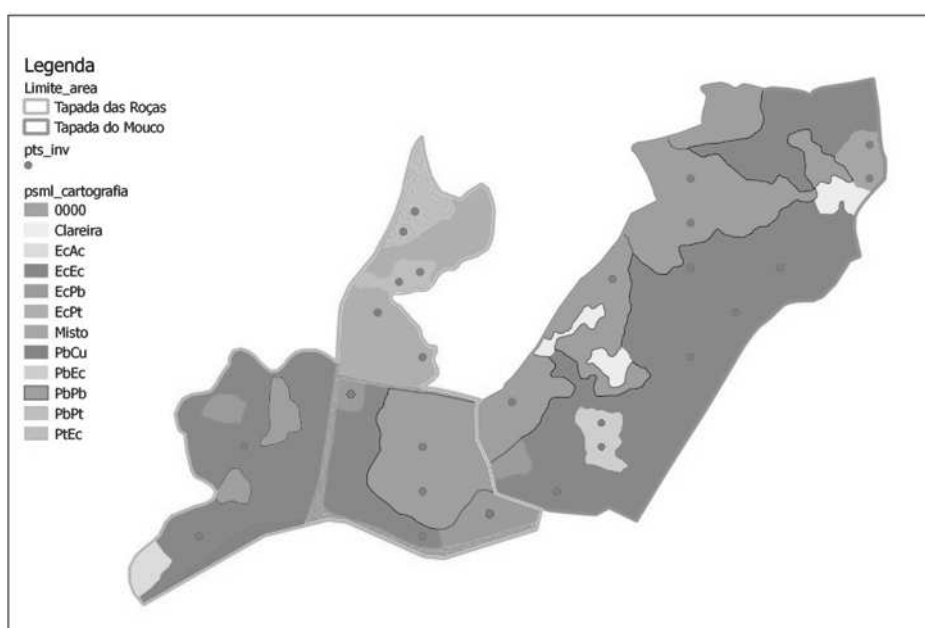 Legenda
Limite_area
Tapada das Roças
Tapada do Mouco
pts_inv
psml_cartografia
0000
Clareira
EcAc
EcEc
EcPb
EcPt
Misto
PbCu
PbEc
PbPb
PbPt
PtEc